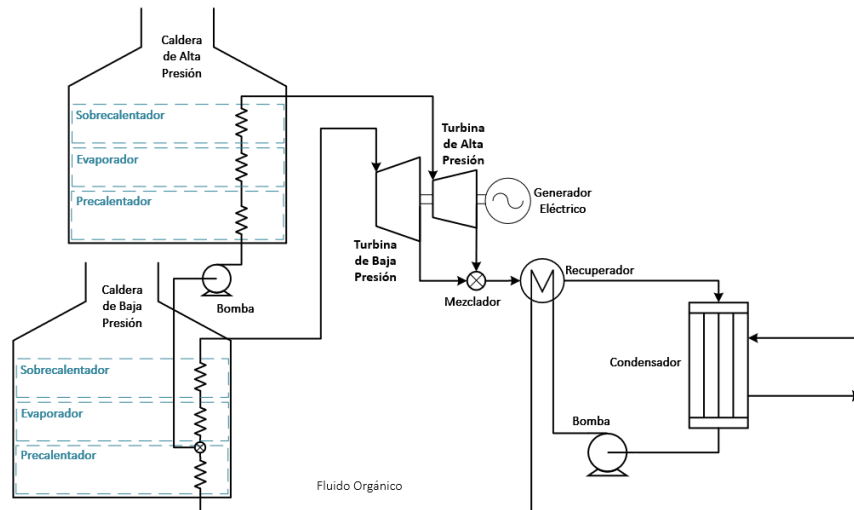 Caldera
de Alta
Presión
Sobrecalentador
Evaporador
Precalentador
Turbina
de Alta
Presión
Generador
Eléctrico
Turbina
de Baja
Presión
Caldera
de Baja
Presión
Bomba
Mezclador
Recuperador
Condensador
Sobrecalentador
Evaporador
Precalentador
Bomba
Fluido Orgánico